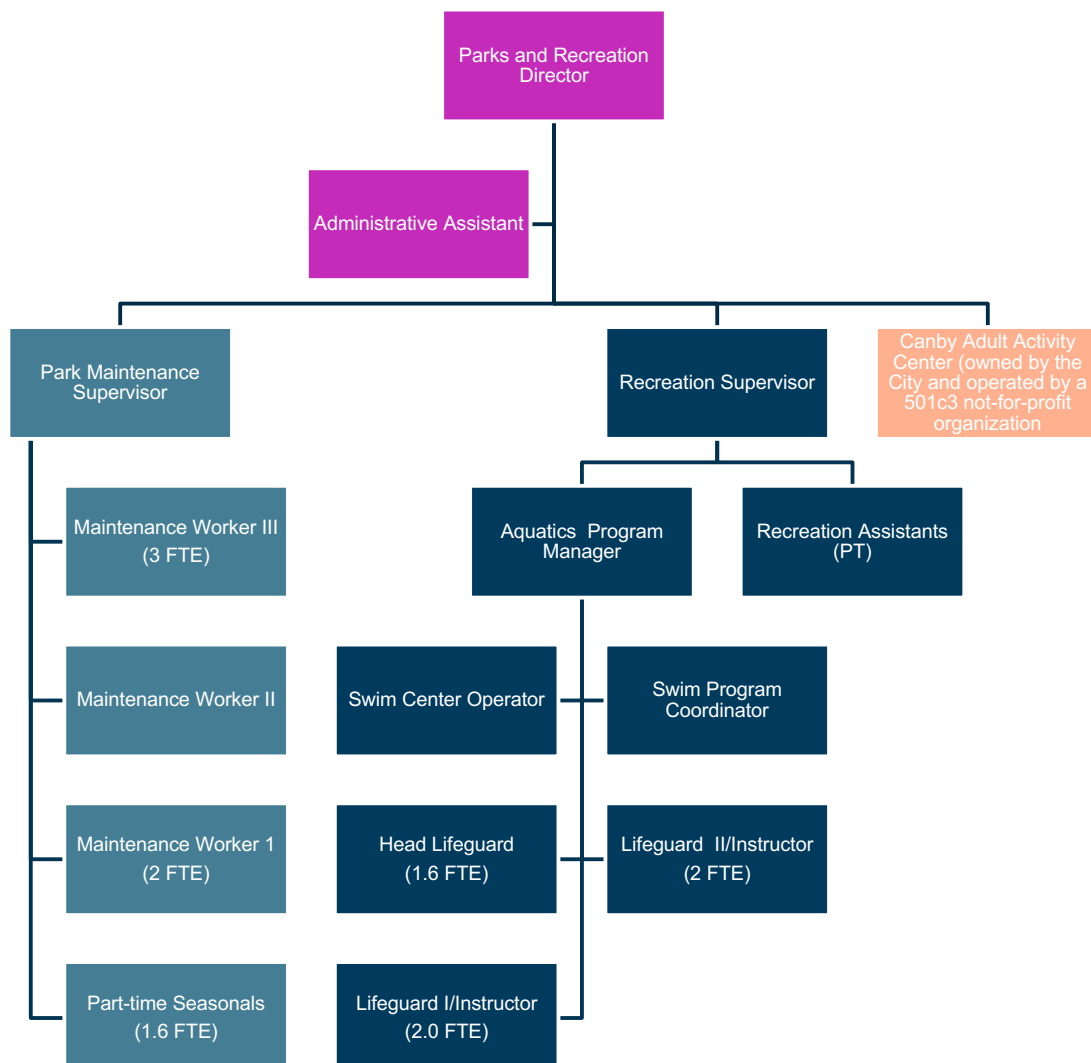 Parks and Recreation
Director
Administrative Assistant
Park Maintenance
Supervisor
Recreation Supervisor
Canby Adult Activity
Center (owned by the
City and operated by a
501c3 not-for-profit
organization
Maintenance Worker III
(3 FTE)
Aquatics  Program
Manager
Recreation Assistants
(PT)
Maintenance Worker II
Swim Center Operator
Swim Program
Coordinator
Maintenance Worker 1
(2 FTE)
Head Lifeguard
(1.6 FTE)
Lifeguard  II/Instructor
(2 FTE)
Part-time Seasonals
(1.6 FTE)
Lifeguard I/Instructor
(2.0 FTE)